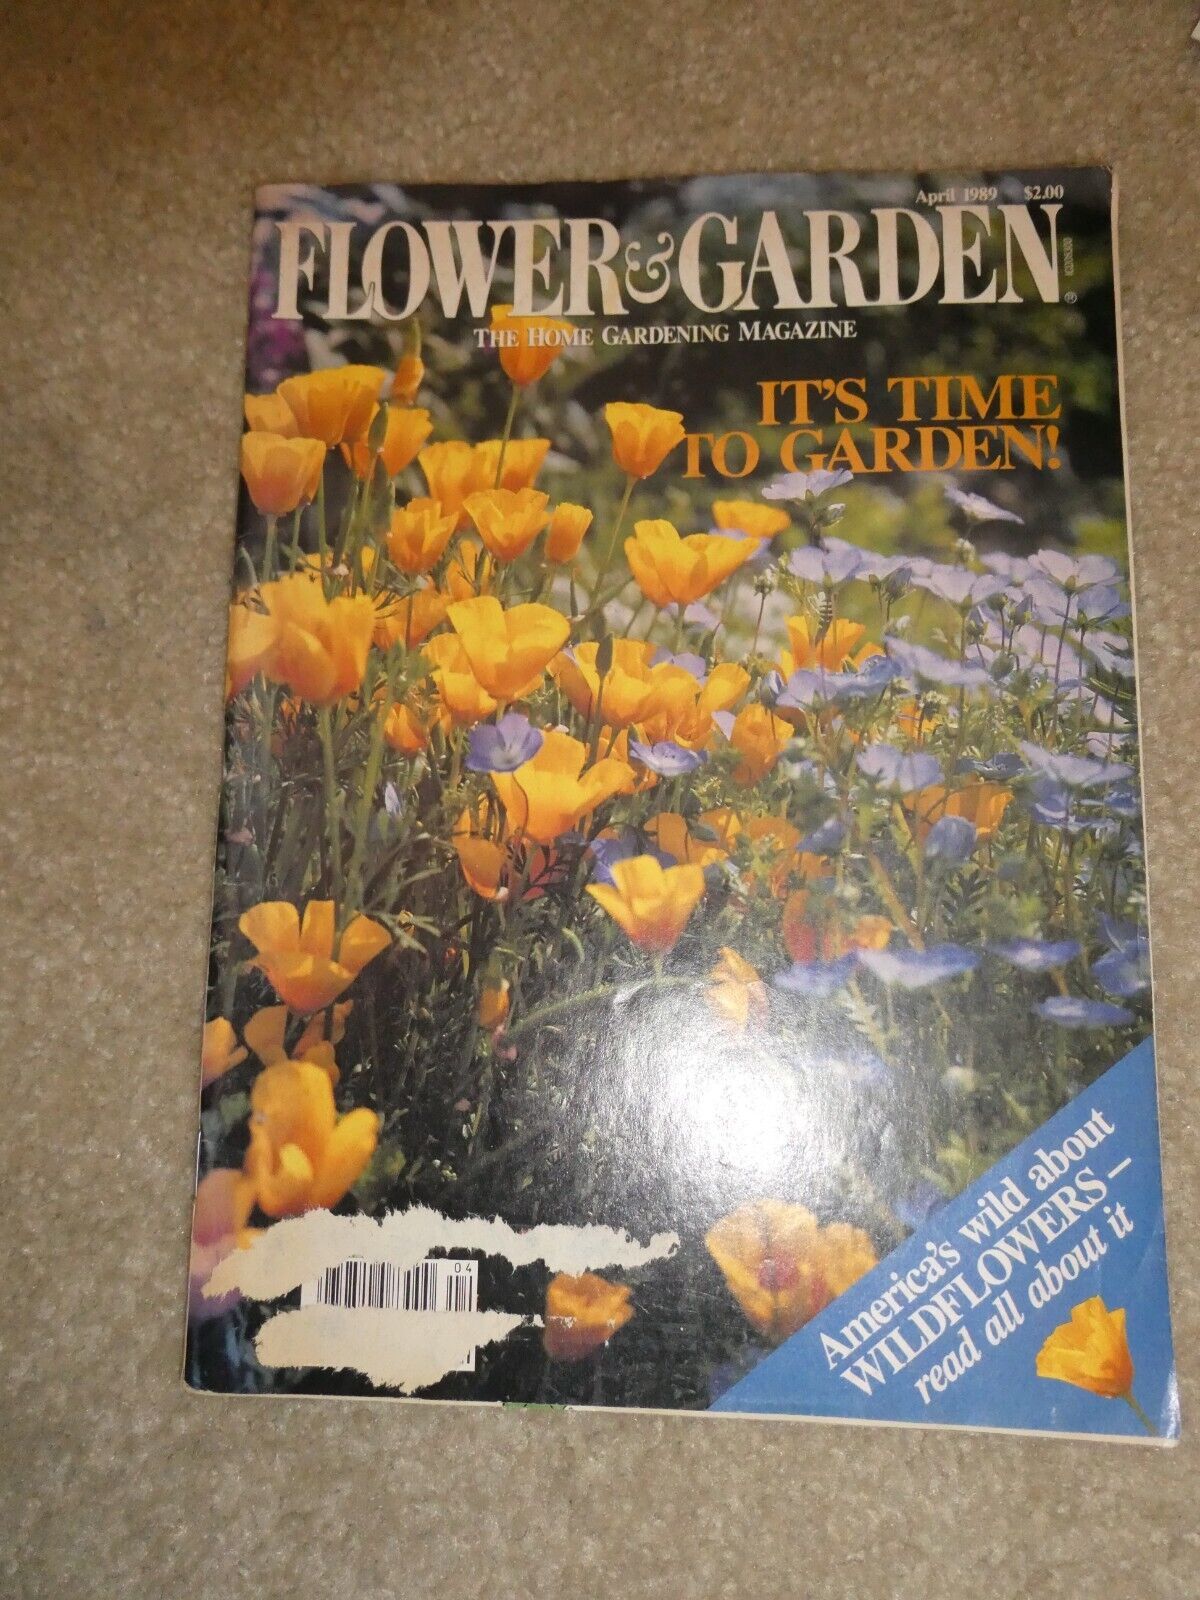 April 1989 $2.00
FLOWER & GARDEN
®
THE HOME GARDENING MAGAZINE
IT'S TIME
TO GARDEN!
04
America's wild about
WILDFLOWERS—
read all about it